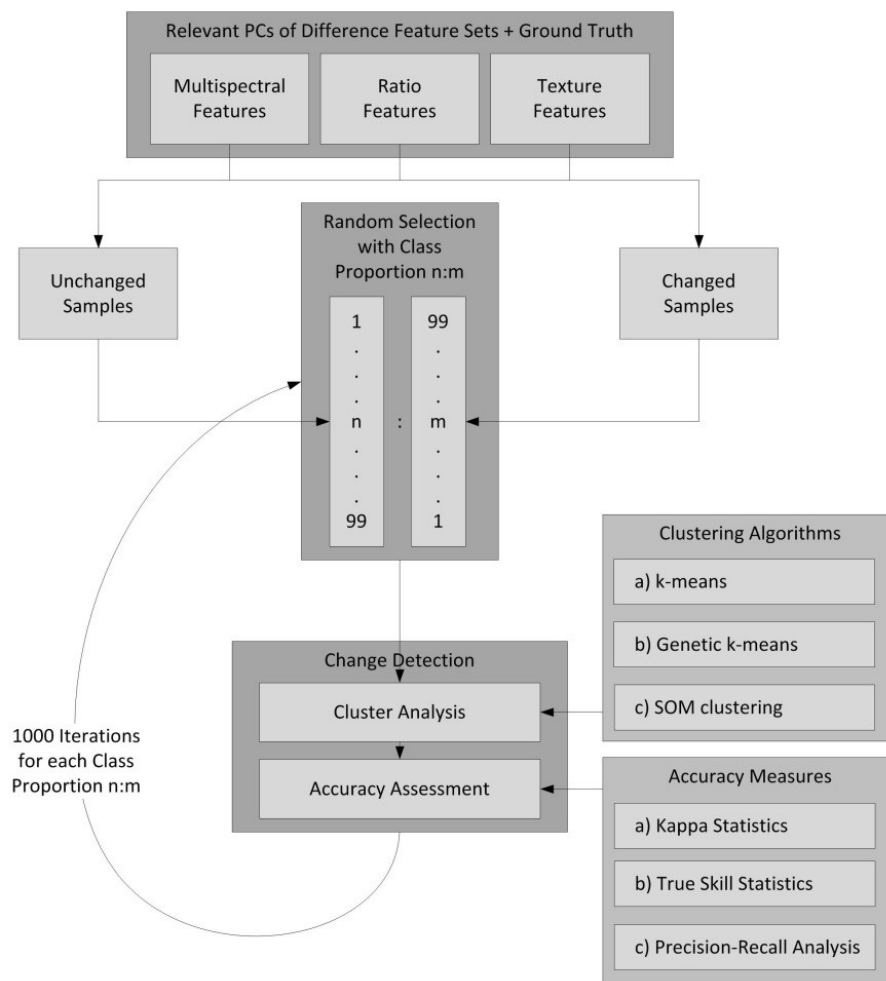 Relevant PCs of Difference Feature Sets + Ground Truth
Multispectral
Features
Ratio
Features
Texture
Features
Random Selection
with Class
Proportion n:m
Unchanged
Samples
Changed
Samples
1 99
. .
. .
. .
n : m
. .
. .
. .
99 1
Clustering Algorithms
a) k-means
b) Genetic k-means
c) SOM clustering
Change Detection
Cluster Analysis
Accuracy Assessment
1000 Iterations
for each Class
Proportion n:m
Accuracy Measures
a) Kappa Statistics
b) True Skill Statistics
c) Precision-Recall Analysis